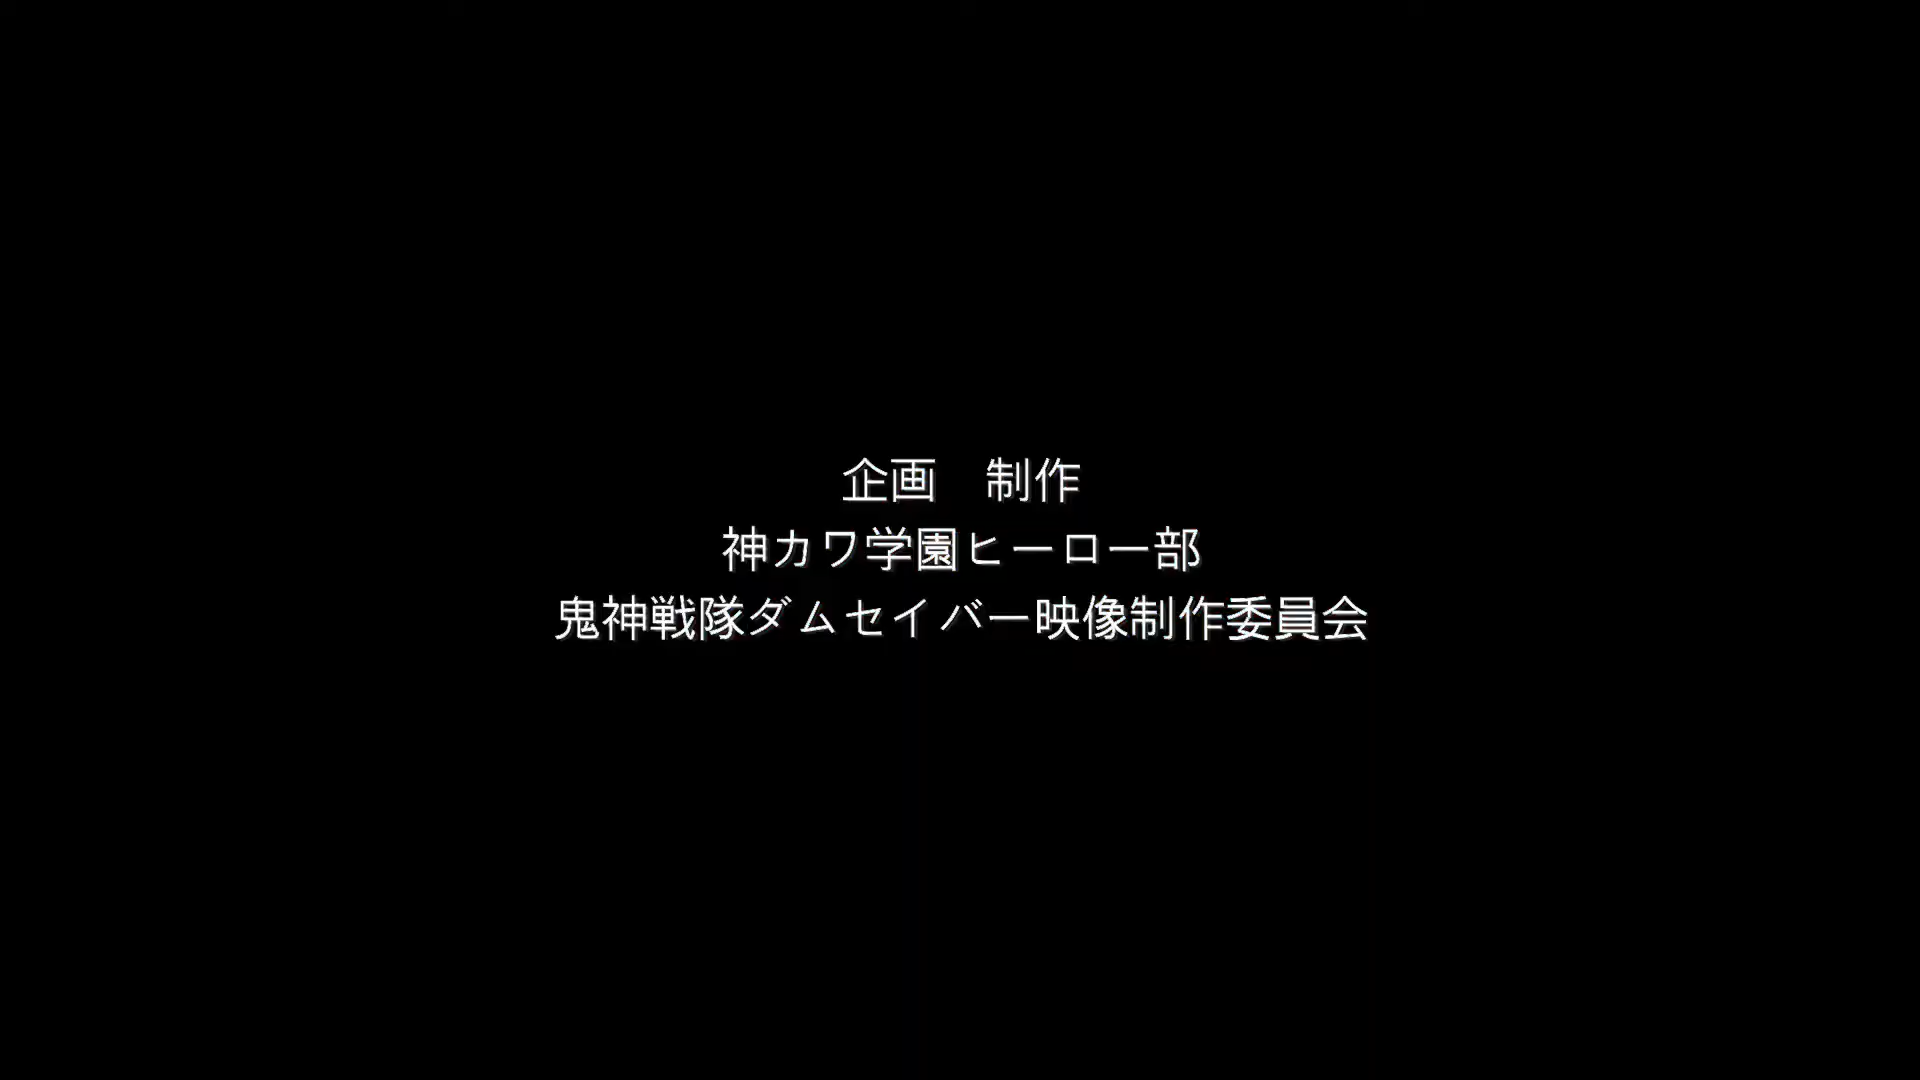 企画　制作
神カワ学園ヒーロー部
鬼神戦隊ダムセイバー映像制作委員会